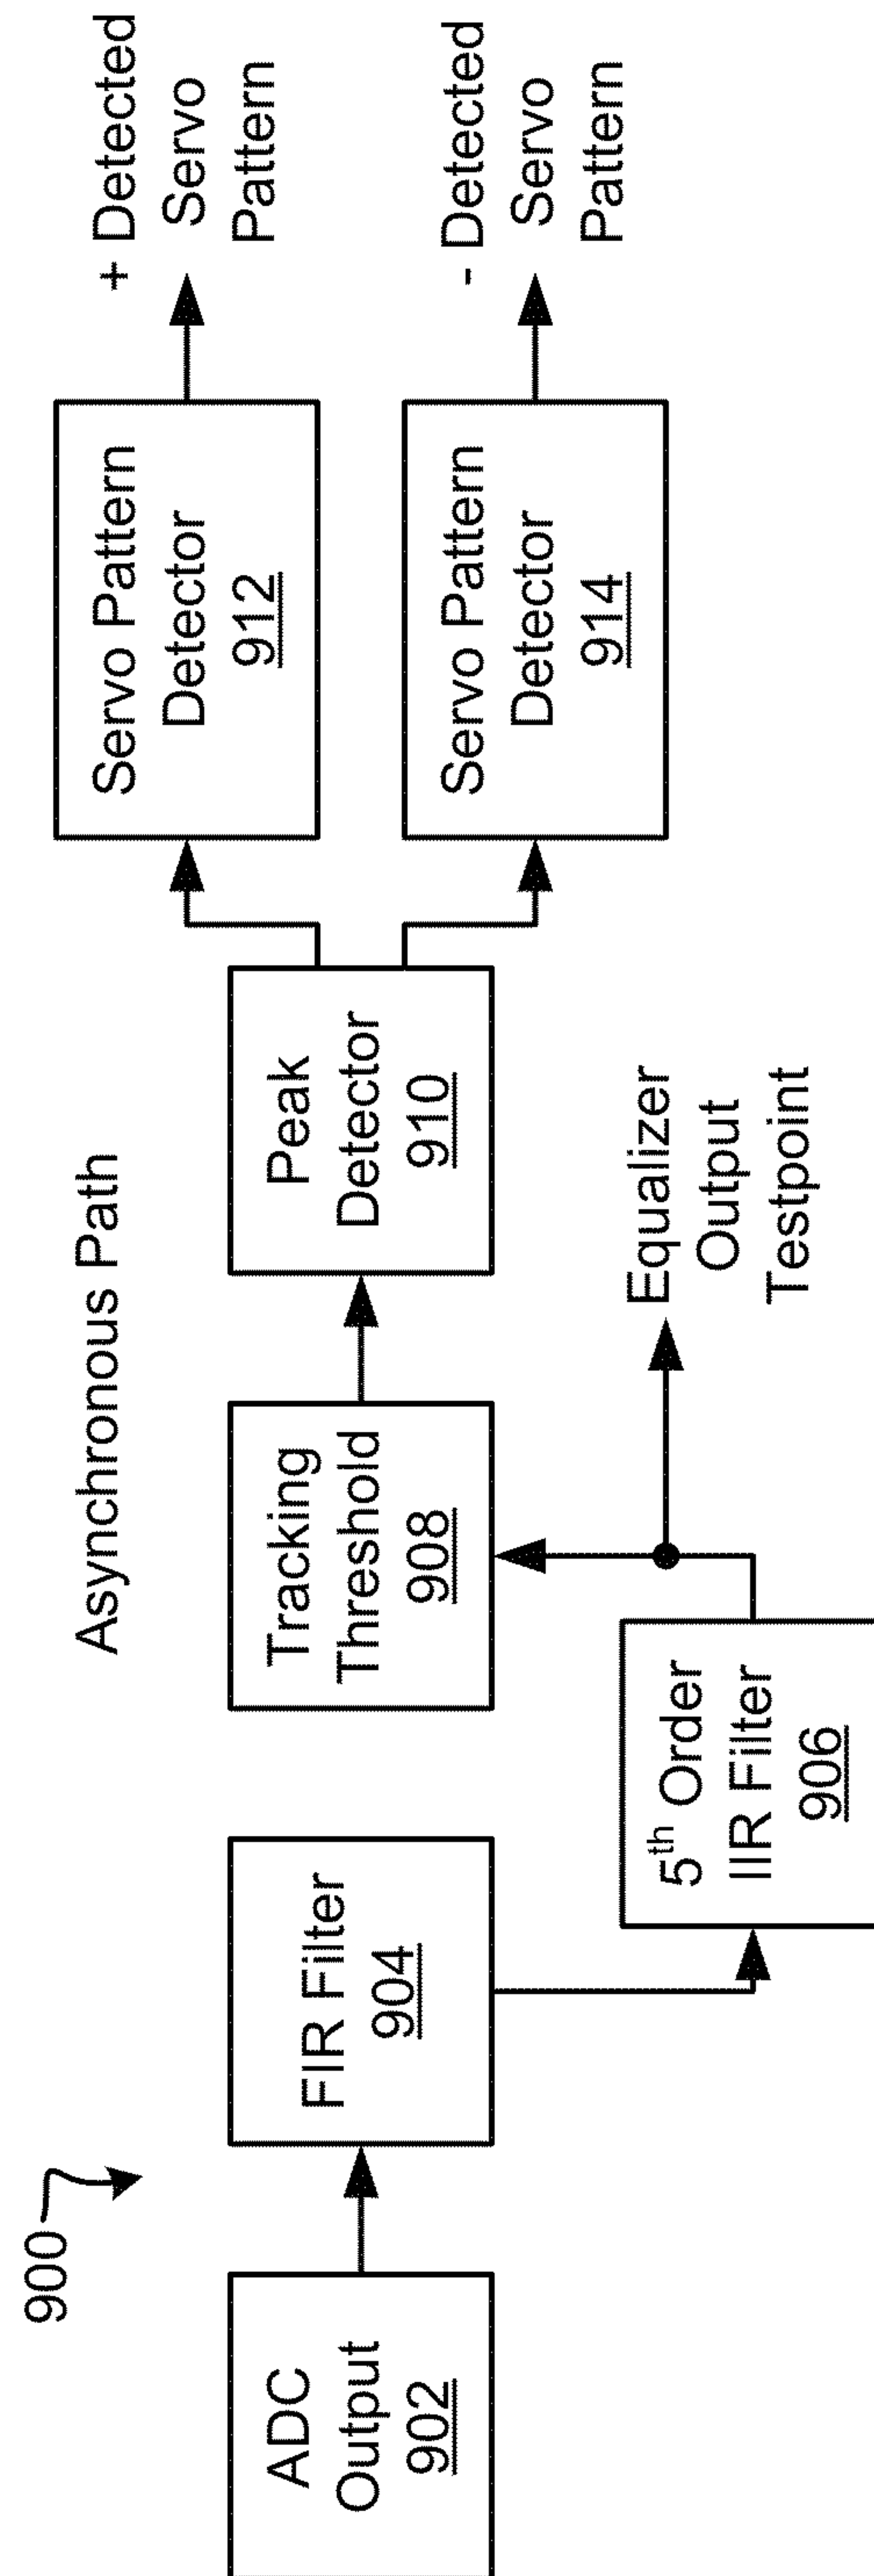 900
Asynchronous Path
ADC
Output
902
FIR Filter
904
5th Order
IIR Filter
906
Tracking
Threshold
908
Equalizer
Output
Testpoint
Peak
Detector
910
Servo Pattern
Detector
912
+ Detected
Servo
Pattern
Servo Pattern
Detector
914
- Detected
Servo
Pattern